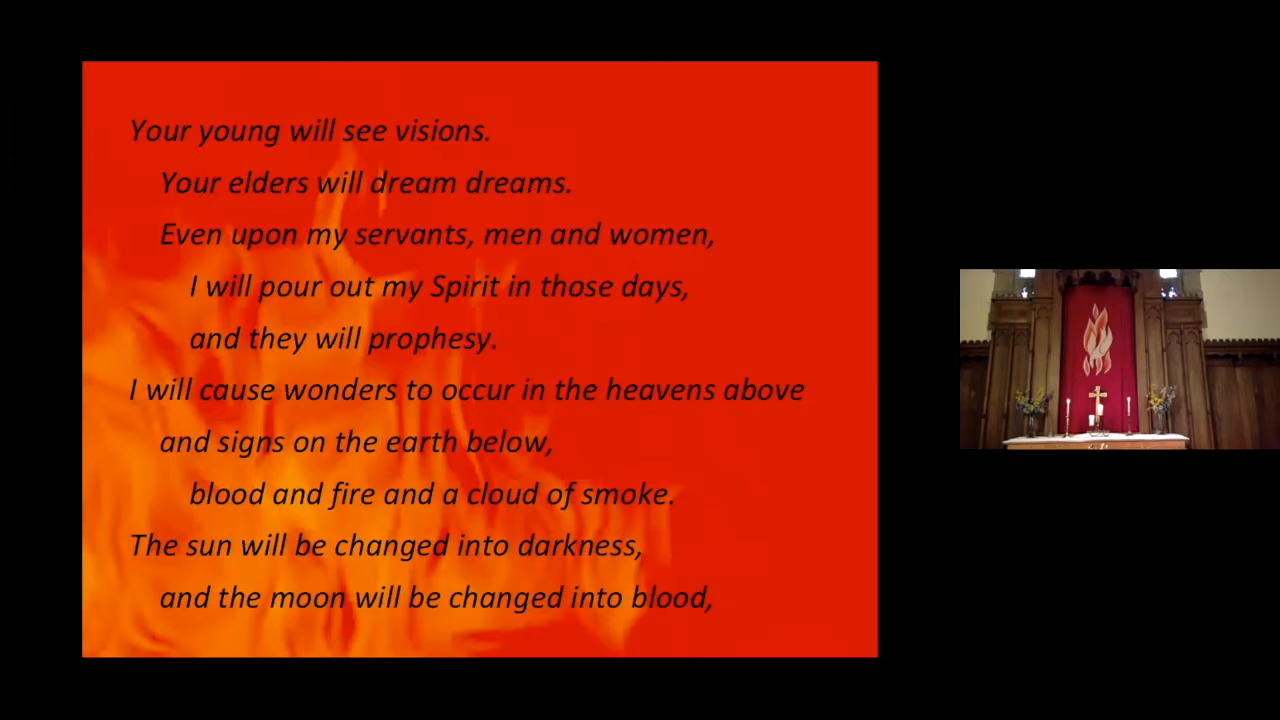 Your young will see visions.
Your elders will dream dreams.
Even upon my servants, men and women,
I will pour out my Spirit in those days,
and they will prophesy.
I will cause wonders to occur in the heavens above
and signs on the earth below,
blood and fire and a cloud of smoke.
The sun will be changed into darkness,
and the moon will be changed into blood,